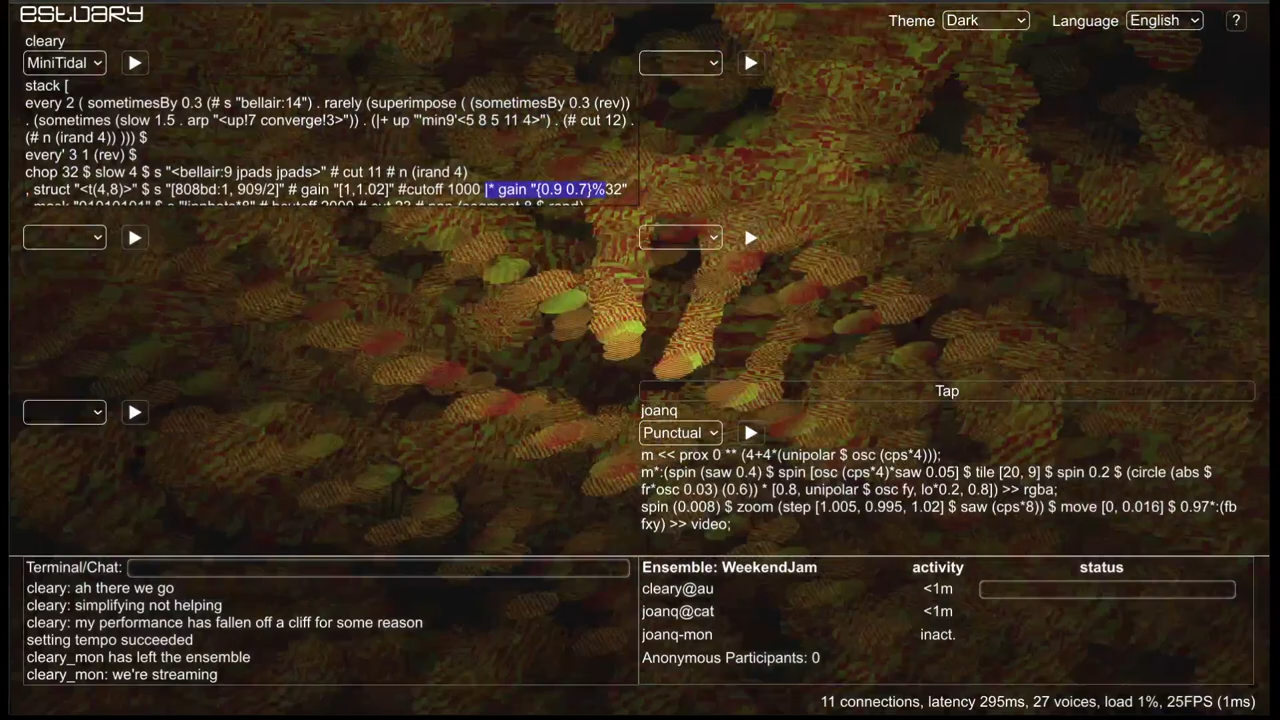 estuary
Theme Dark Language English ?
cleary
MiniTidal
stack [
every 2 ( sometimesBy 0.3 (# s "bellair:14") . rarely (superimpose ( (sometimesBy 0.3 (rev))
. (sometimes (slow 1.5 . arp "<up!7 converge!3>")) . (|+ up "'min9'<5 8 5 11 4>") . (# cut 12) .
(# n (irand 4)) ))) $
every' 3 1 (rev) $
chop 32 $ slow 4 $ s "<bellair:9 jpads jpads>" # cut 11 # n (irand 4)
, struct "<t(4,8)>" $ s "[808bd:1, 909/2]" # gain "[1,1.02]" #cutoff 1000 |* gain "{0.9 0.7}%32"
Tap
joanq
Punctual
m << prox 0 ** (4+4*(unipolar $ osc (cps*4)));
m*:(spin (saw 0.4) $ spin [osc (cps*4)*saw 0.05] $ tile [20, 9] $ spin 0.2 $ (circle (abs $
fr*osc 0.03) (0.6)) * [0.8, unipolar $ osc fy, lo*0.2, 0.8]) >> rgba;
spin (0.008) $ zoom (step [1.005, 0.995, 1.02] $ saw (cps*8)) $ move [0, 0.016] $ 0.97*:(fb
fxy) >> video;
Terminal/Chat:
cleary: ah there we go
cleary: simplifying not helping
cleary: my performance has fallen off a cliff for some reason
setting tempo succeeded
cleary_mon has left the ensemble
cleary_mon: we're streaming
Ensemble: WeekendJam activity status
cleary@au <1m
joanq@cat <1m
joanq-mon inact.
Anonymous Participants: 0
11 connections, latency 295ms, 27 voices, load 1%, 25FPS (1ms)